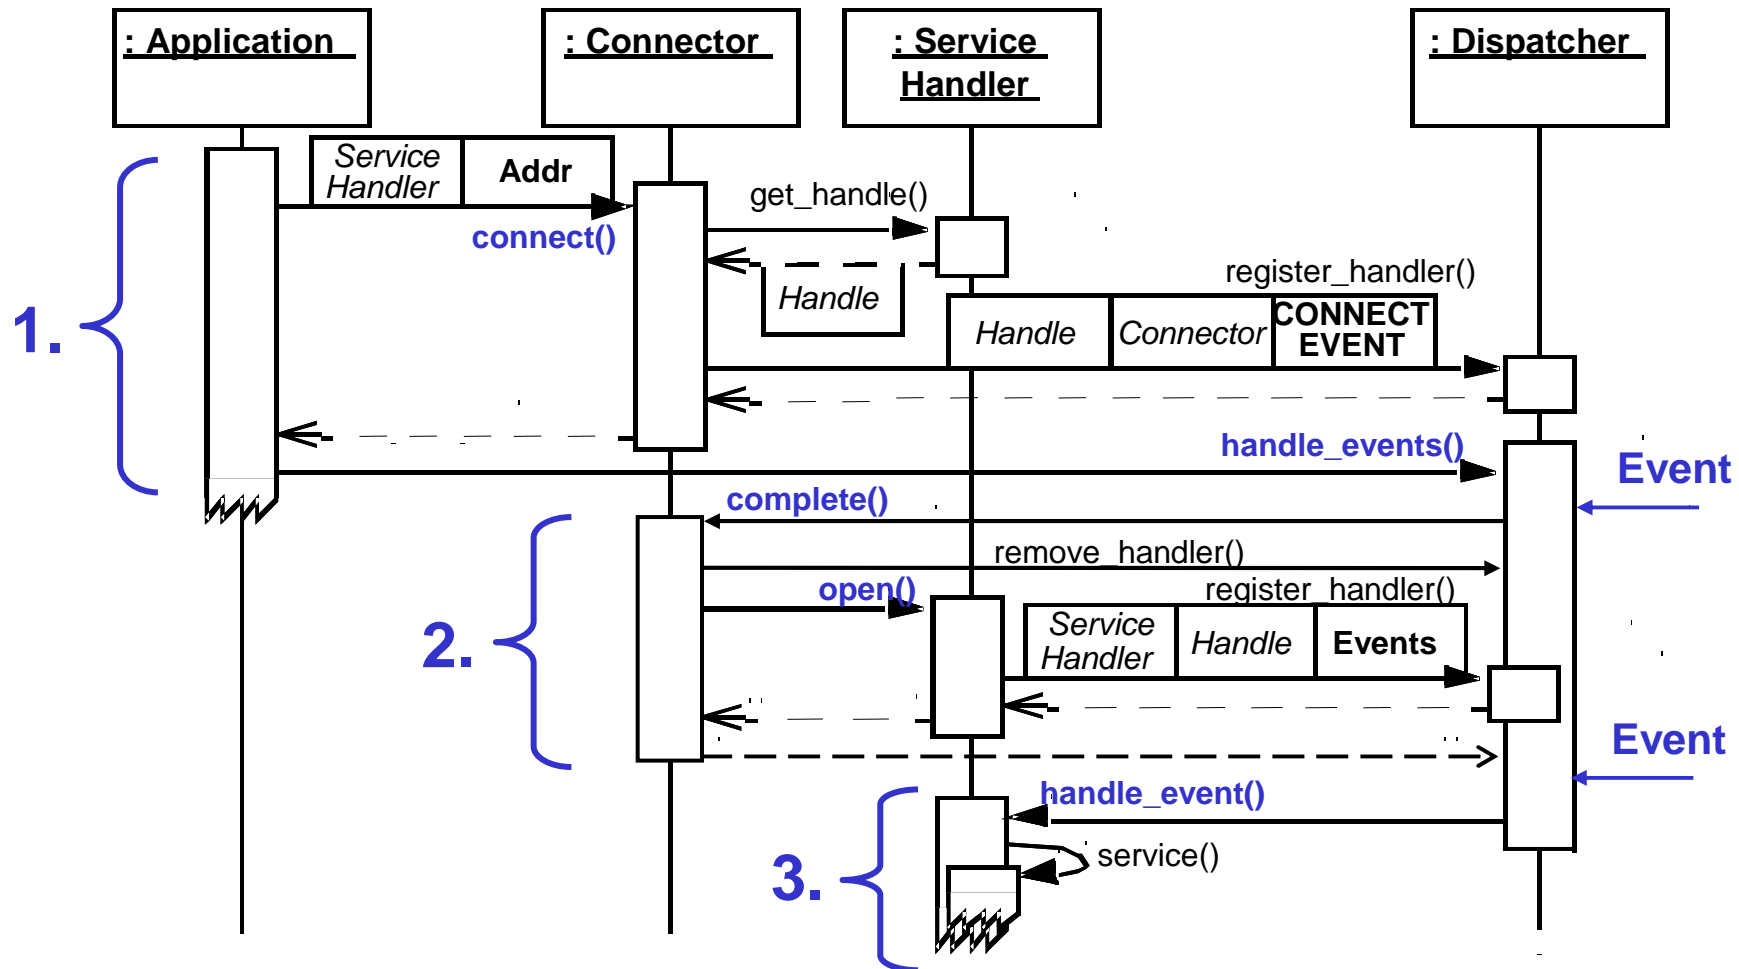 : Application
: Connector
: Service
Handler
: Dispatcher
Service
Handler
Addr
connect()
get_handle()
Handle
register_handler()
Handle
Connector
CONNECT
EVENT
1.
handle_events()
Event
complete()
remove_handler()
open()
register_handler()
Service
Handler
Handle
Events
2.
Event
handle_event()
service()
3.